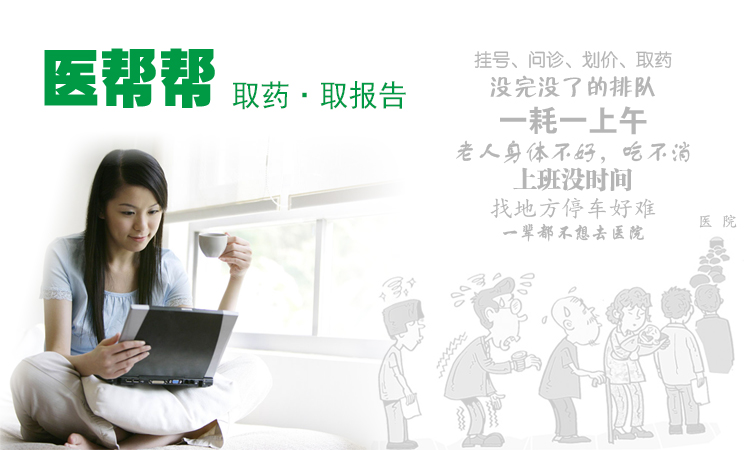 医帮帮 取药·取报告
挂号、问诊、划价、取药
没完没了的排队
一耗一上午
老人身体不好，吃不消
上班没时间
找地方停车好难
一辈都不想去医院
医院